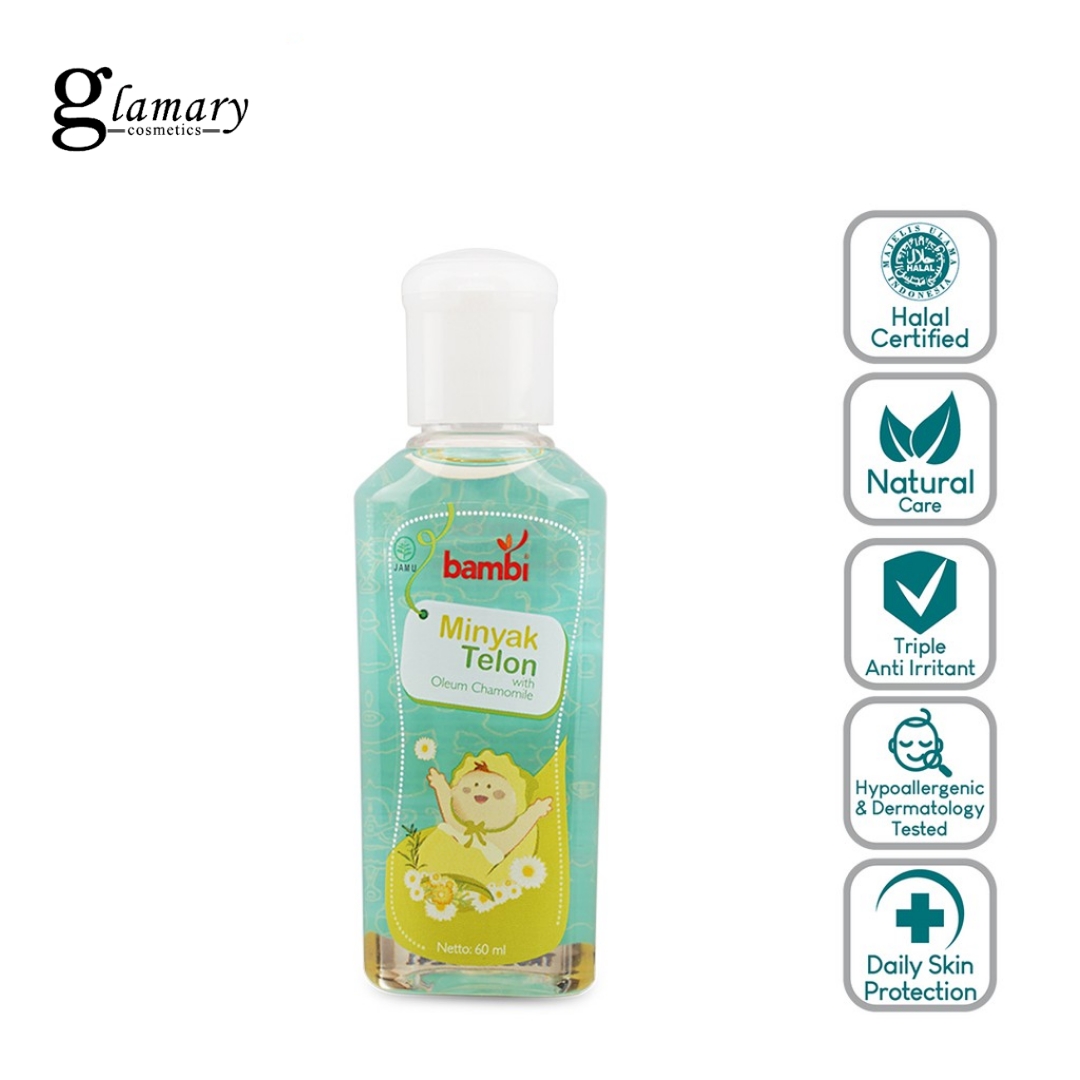 glamary
cosmetics
JAMU
bambi
®
Minyak
Telon
with
Oleum Chamomile
Netto: 60 ml
MAJELIS ULAMA
حلال
HALAL
INDONESIA
Halal
Certified
Natural
Care
Triple
Anti Irritant
Hypoallergenic
& Dermatology
Tested
Daily Skin
Protection